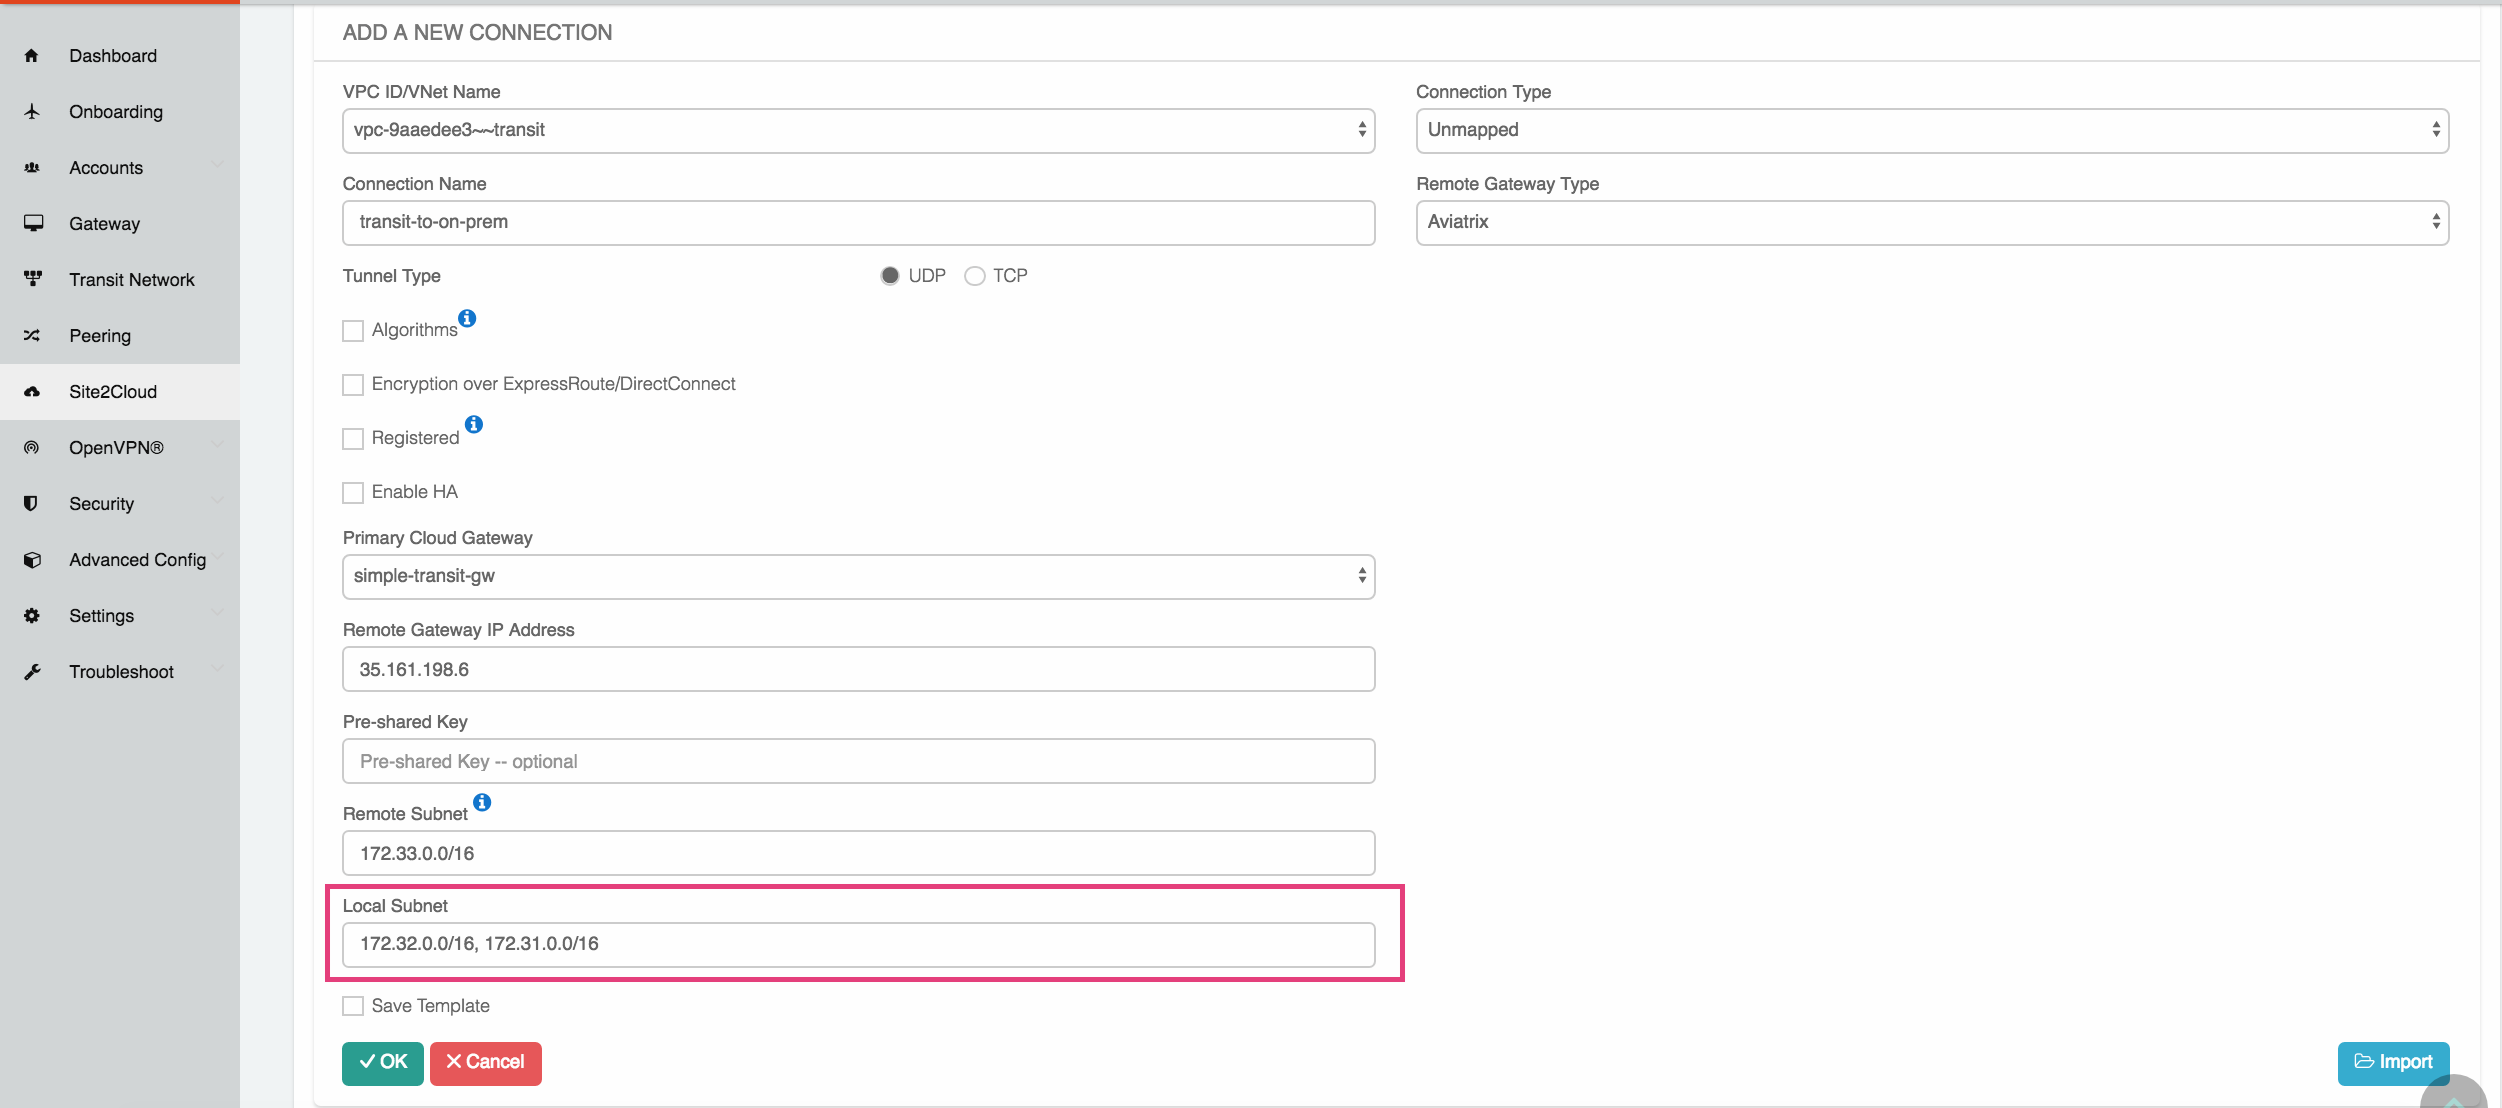 Dashboard
Onboarding
Accounts
Gateway
Transit Network
Peering
Site2Cloud
OpenVPN®
Security
Advanced Config
Settings
Troubleshoot
ADD A NEW CONNECTION
VPC ID/VNet Name
vpc-9aaedee3~~transit
Connection Type
Unmapped
Connection Name
transit-to-on-prem
Remote Gateway Type
Aviatrix
Tunnel Type UDP TCP
Algorithms
Encryption over ExpressRoute/DirectConnect
Registered
Enable HA
Primary Cloud Gateway
simple-transit-gw
Remote Gateway IP Address
35.161.198.6
Pre-shared Key
Pre-shared Key -- optional
Remote Subnet
172.33.0.0/16
Local Subnet
172.32.0.0/16, 172.31.0.0/16
Save Template
OK Cancel Import